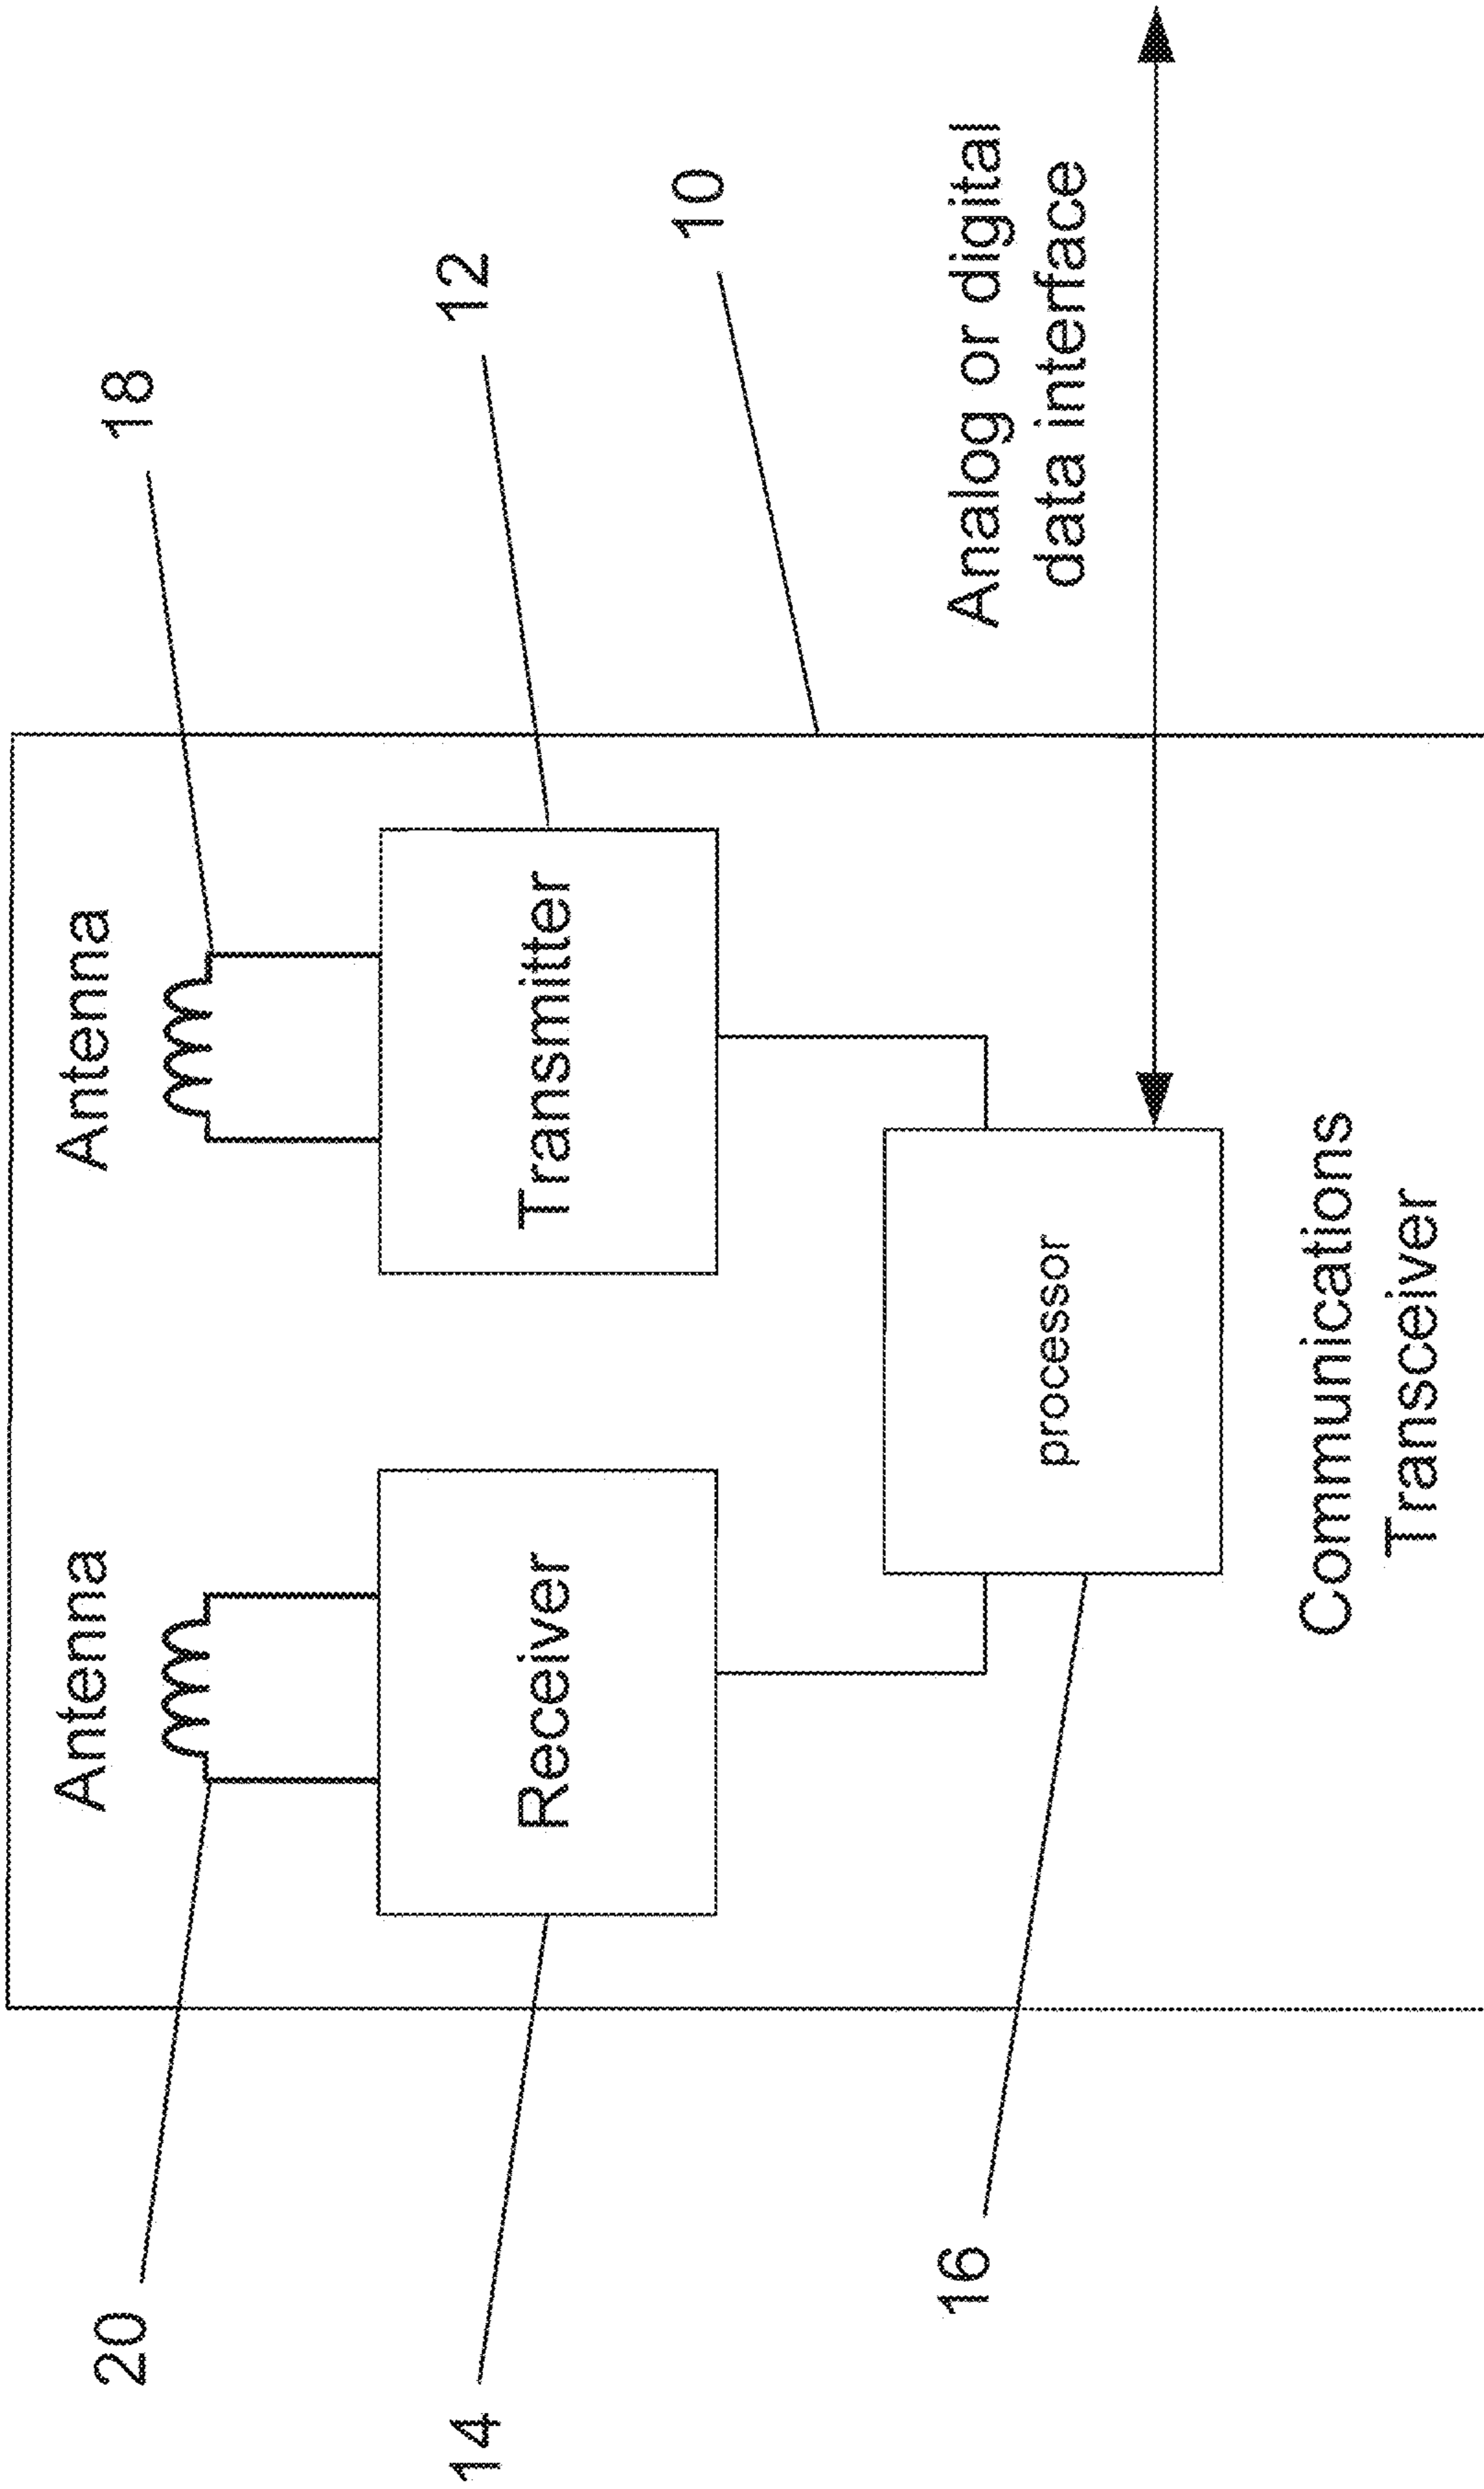 20
Antenna
Antenna
18
14
Receiver
Transmitter
12
10
16
processor
Analog or digital
data interface
Communications
Transceiver